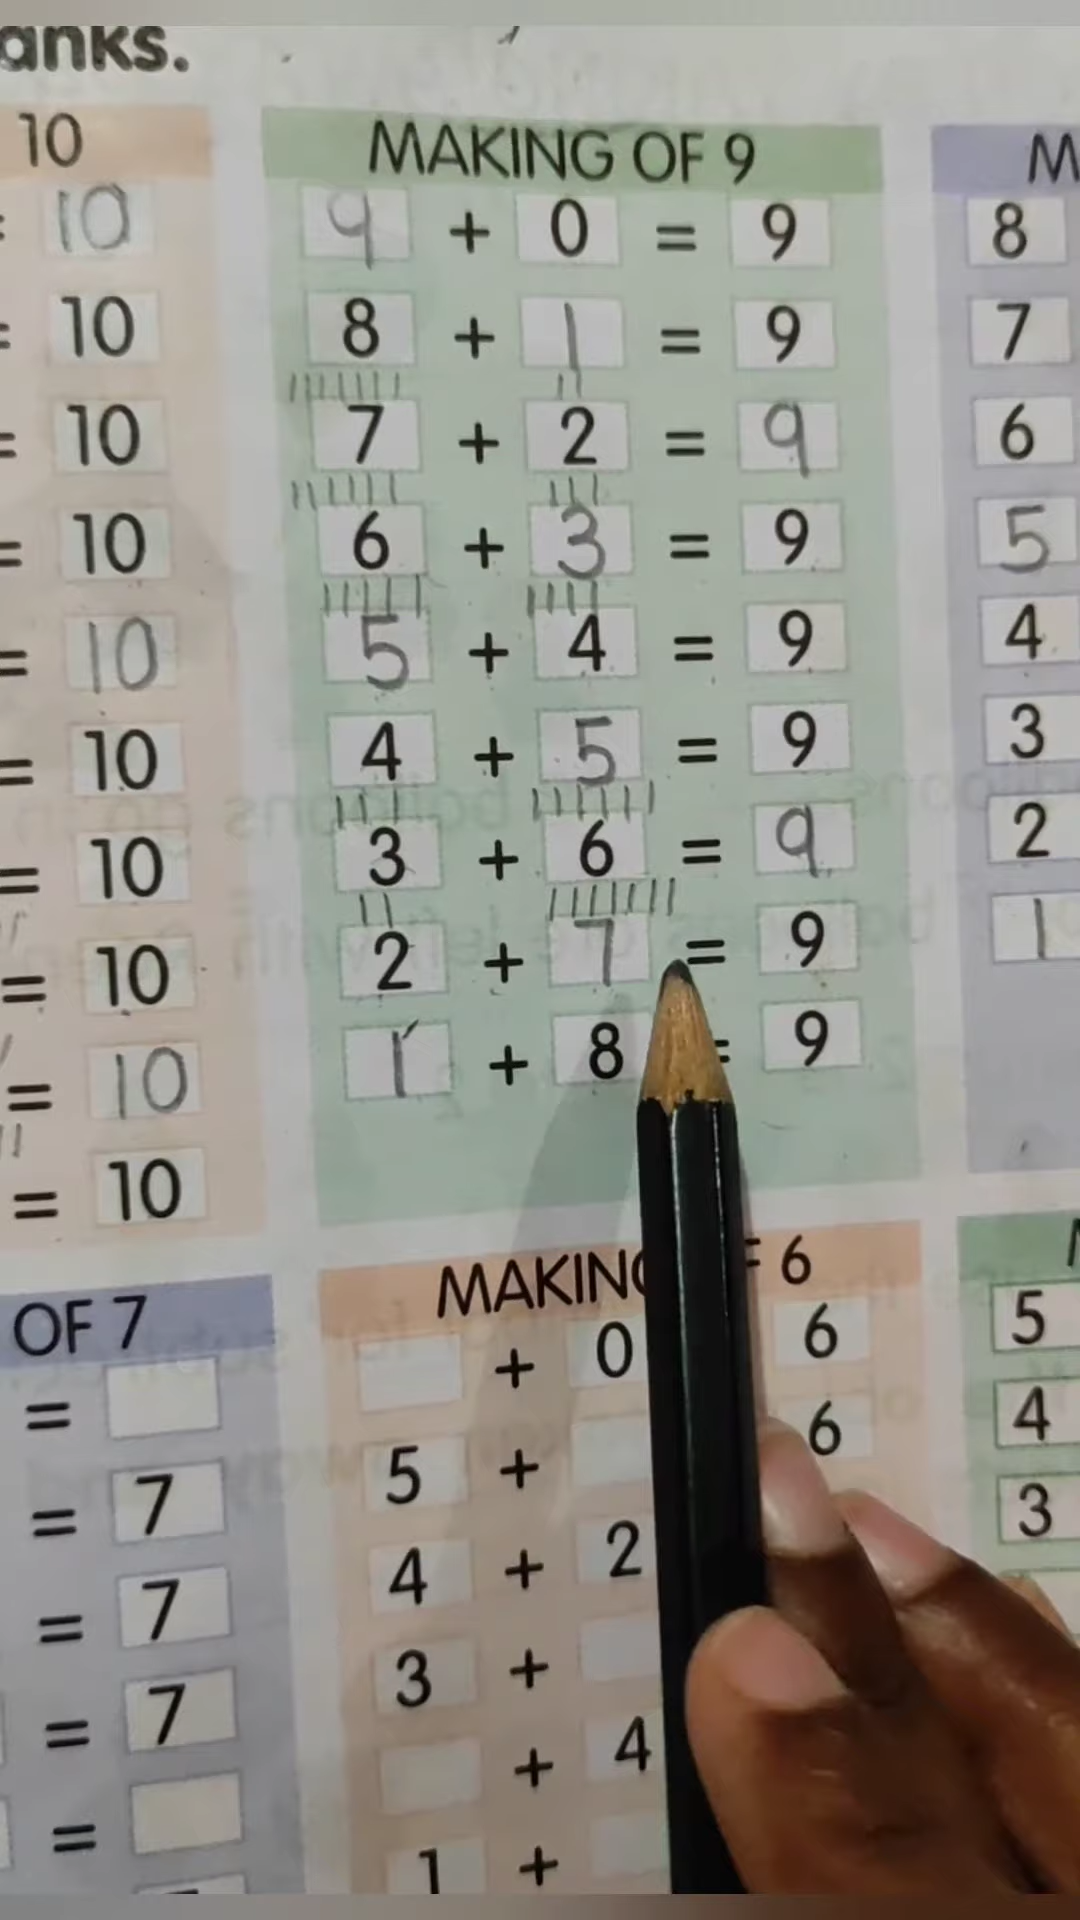 anks.
10
= 10
= 10
= 10
= 10
= 10
= 10
= 10
= 10
= 10
= 10
MAKING OF 9
9 + 0 = 9
8 + 1 = 9
7 + 2 = 9
6 + 3 = 9
5 + 4 = 9
4 + 5 = 9
3 + 6 = 9
2 + 7 = 9
1 + 8 = 9
M
8
7
6
5
4
3
2
1
OF 7
=
= 7
= 7
= 7
=
MAKING F 6
+ 0 6
5 + 6
4 + 2
3 +
+ 4
1 +
5
4
3